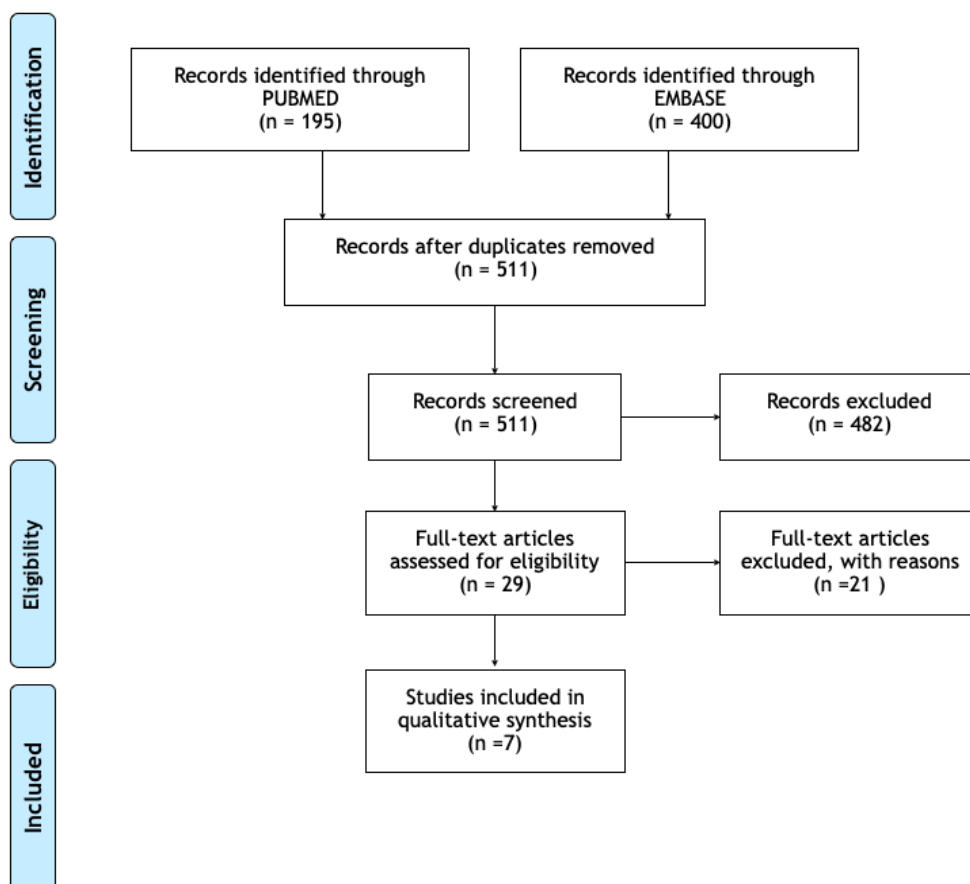 Identification
Records identified through
PUBMED
(n = 195)
Records identified through
EMBASE
(n = 400)
Screening
Records after duplicates removed
(n = 511)
Records screened
(n = 511)
Records excluded
(n = 482)
Eligibility
Full-text articles
assessed for eligibility
(n = 29)
Full-text articles
excluded, with reasons
(n =21 )
Included
Studies included in
qualitative synthesis
(n =7)